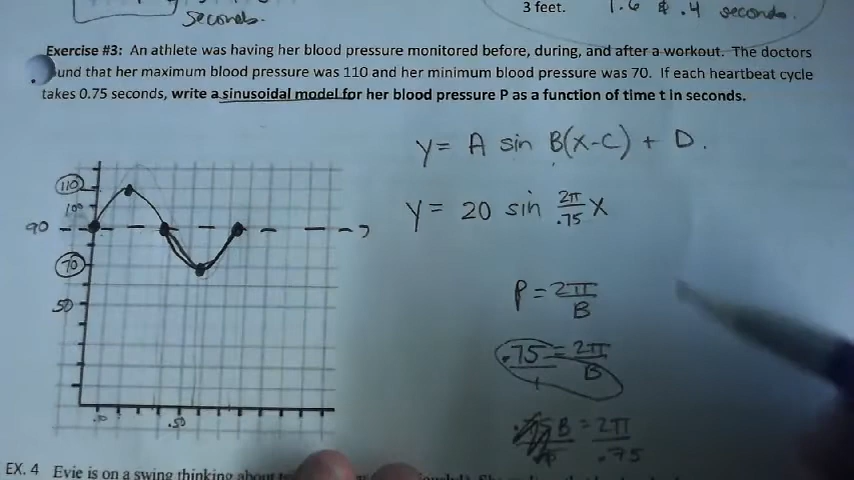 seconds.
3 feet.
1.6 & .4 seconds.
Exercise #3: An athlete was having her blood pressure monitored before, during, and after a workout. The doctors
und that her maximum blood pressure was 110 and her minimum blood pressure was 70. If each heartbeat cycle
takes 0.75 seconds, write a sinusoidal model for her blood pressure P as a function of time t in seconds.
y= A sin B(x-C) + D.
110
100
y= 20 sin 2π/.75 x
90
70
P = 2π/B
50
.75/1 = 2π/B
.50
B = 2π/.75
EX. 4 Evie is on a swing thinking about